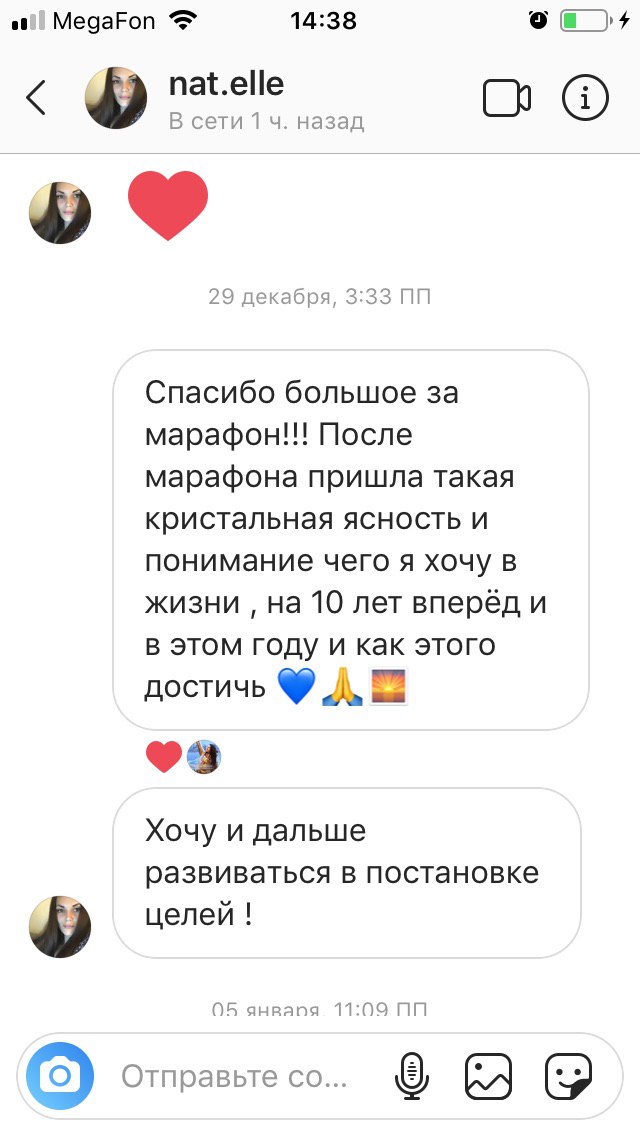 MegaFon 14:38
nat.elle
В сети 1 ч. назад
29 декабря, 3:33 ПП
Спасибо большое за
марафон!!! После
марафона пришла такая
кристальная ясность и
понимание чего я хочу в
жизни , на 10 лет вперёд и
в этом году и как этого
достичь 💙🙏🌅
Хочу и дальше
развиваться в постановке
целей !
05 января, 11:09 ПП
Отправьте со...